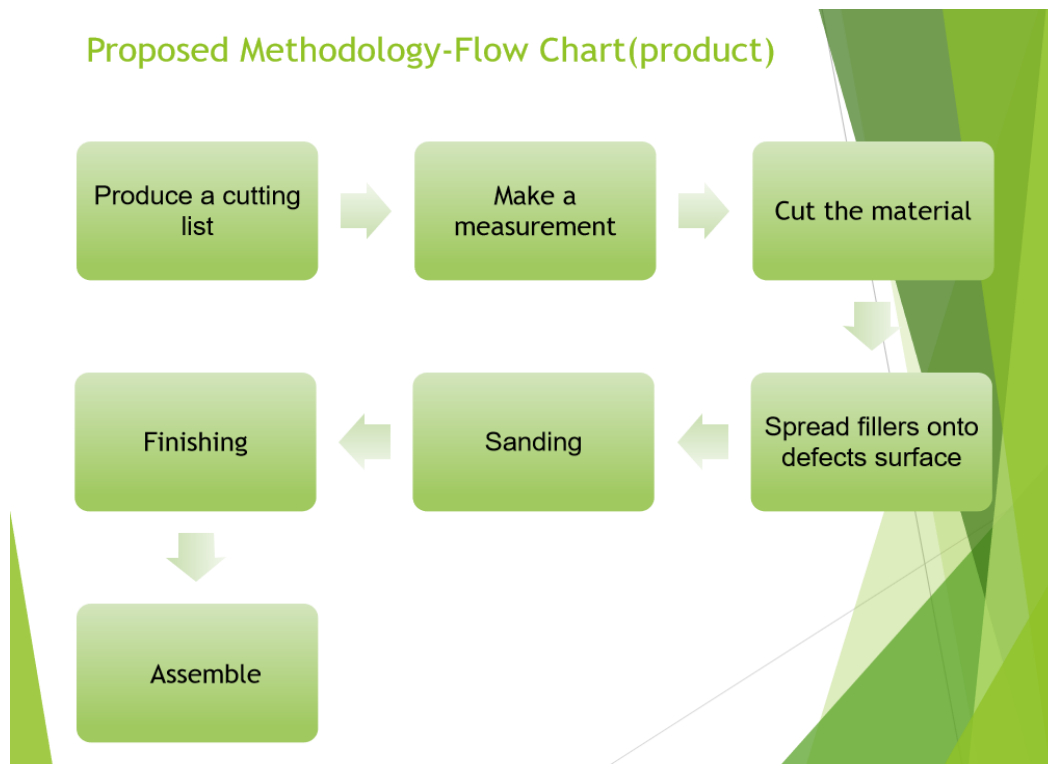 Proposed Methodology-Flow Chart(product)
Produce a cutting
list
Make a
measurement
Cut the material
Spread fillers onto
defects surface
Sanding
Finishing
Assemble